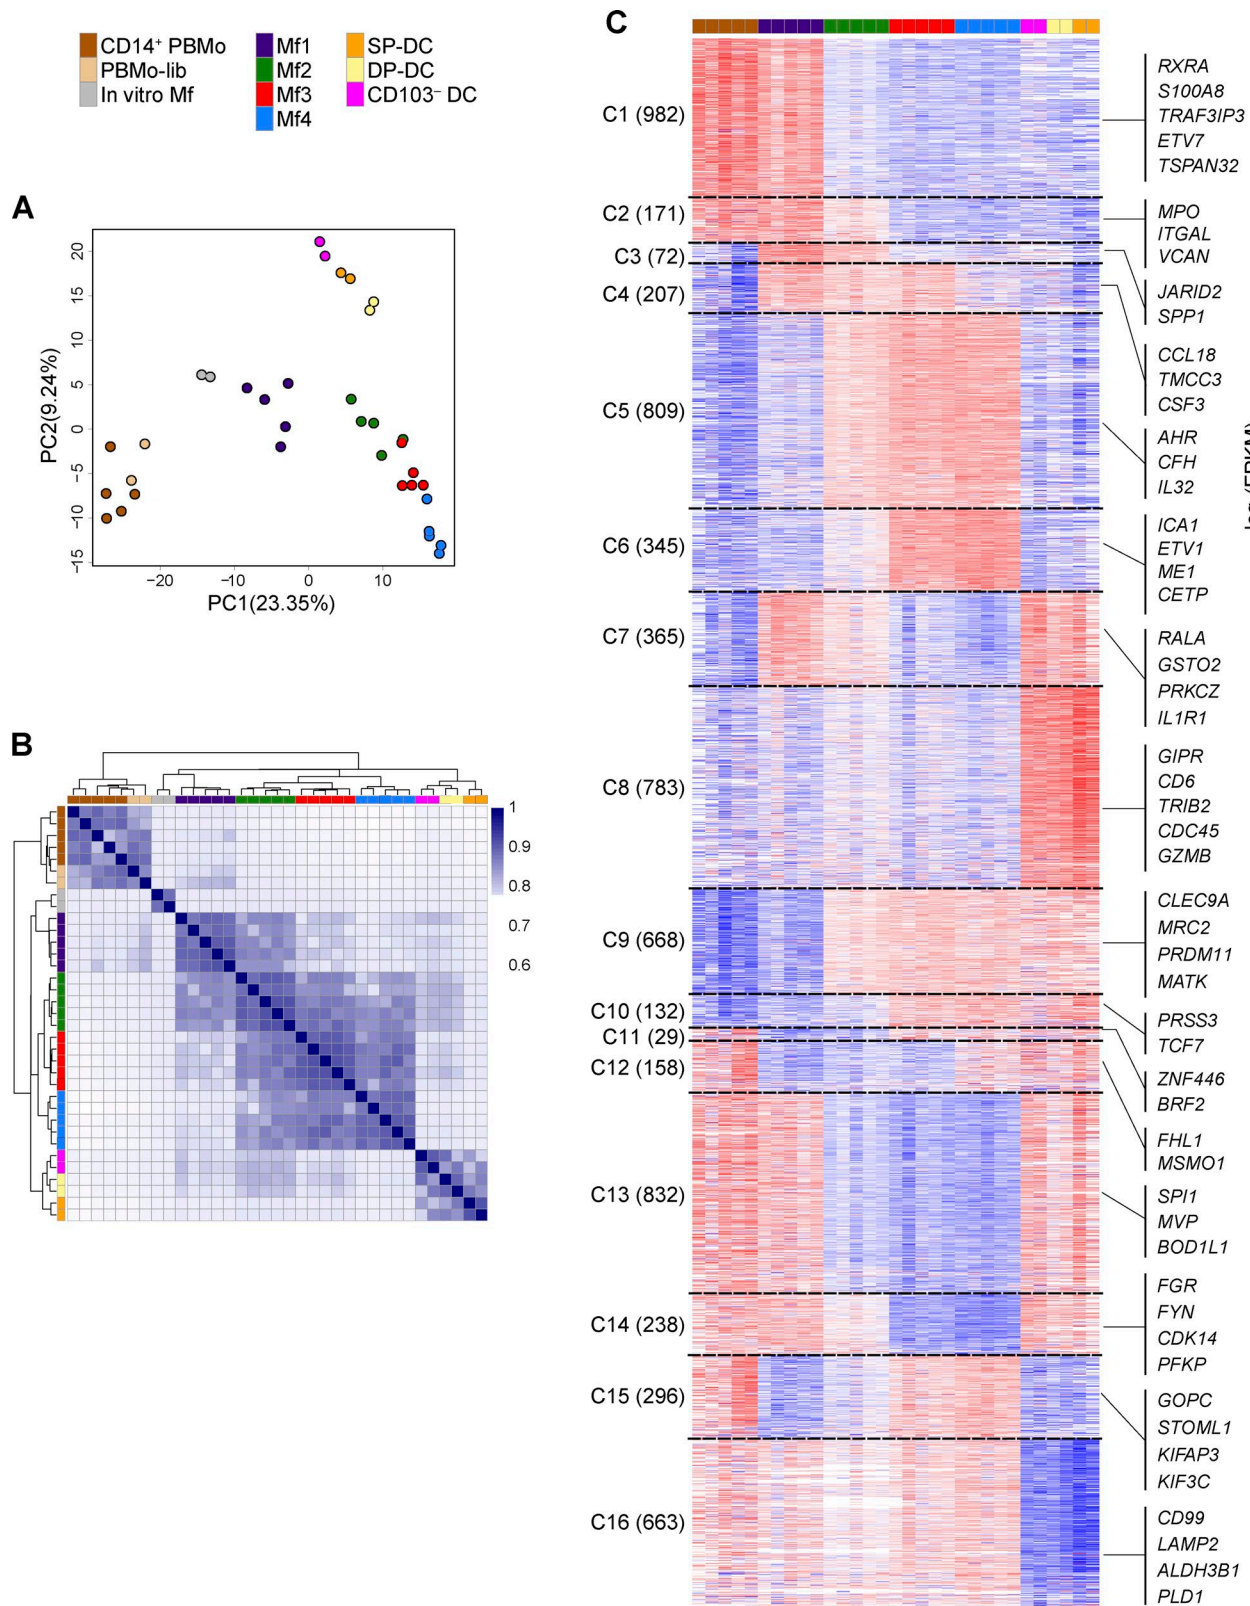 CD14⁺ PBMo
PBMo-lib
In vitro Mf
Mf1
Mf2
Mf3
Mf4
SP-DC
DP-DC
CD103⁻ DC
A
PC2(9.24%)
20
15
10
5
0
-5
-10
-15
-20
-10
0
10
PC1(23.35%)
B
1
0.9
0.8
0.7
0.6
C
C1 (982)
C2 (171)
C3 (72)
C4 (207)
C5 (809)
C6 (345)
C7 (365)
C8 (783)
C9 (668)
C10 (132)
C11 (29)
C12 (158)
C13 (832)
C14 (238)
C15 (296)
C16 (663)
RXRA
S100A8
TRAF3IP3
ETV7
TSPAN32
MPO
ITGAL
VCAN
JARID2
SPP1
CCL18
TMCC3
CSF3
AHR
CFH
IL32
ICA1
ETV1
ME1
CETP
RALA
GSTO2
PRKCZ
IL1R1
GIPR
CD6
TRIB2
CDC45
GZMB
CLEC9A
MRC2
PRDM11
MATK
PRSS3
TCF7
ZNF446
BRF2
FHL1
MSMO1
SPI1
MVP
BOD1L1
FGR
FYN
CDK14
PFKP
GOPC
STOML1
KIFAP3
KIF3C
CD99
LAMP2
ALDH3B1
PLD1